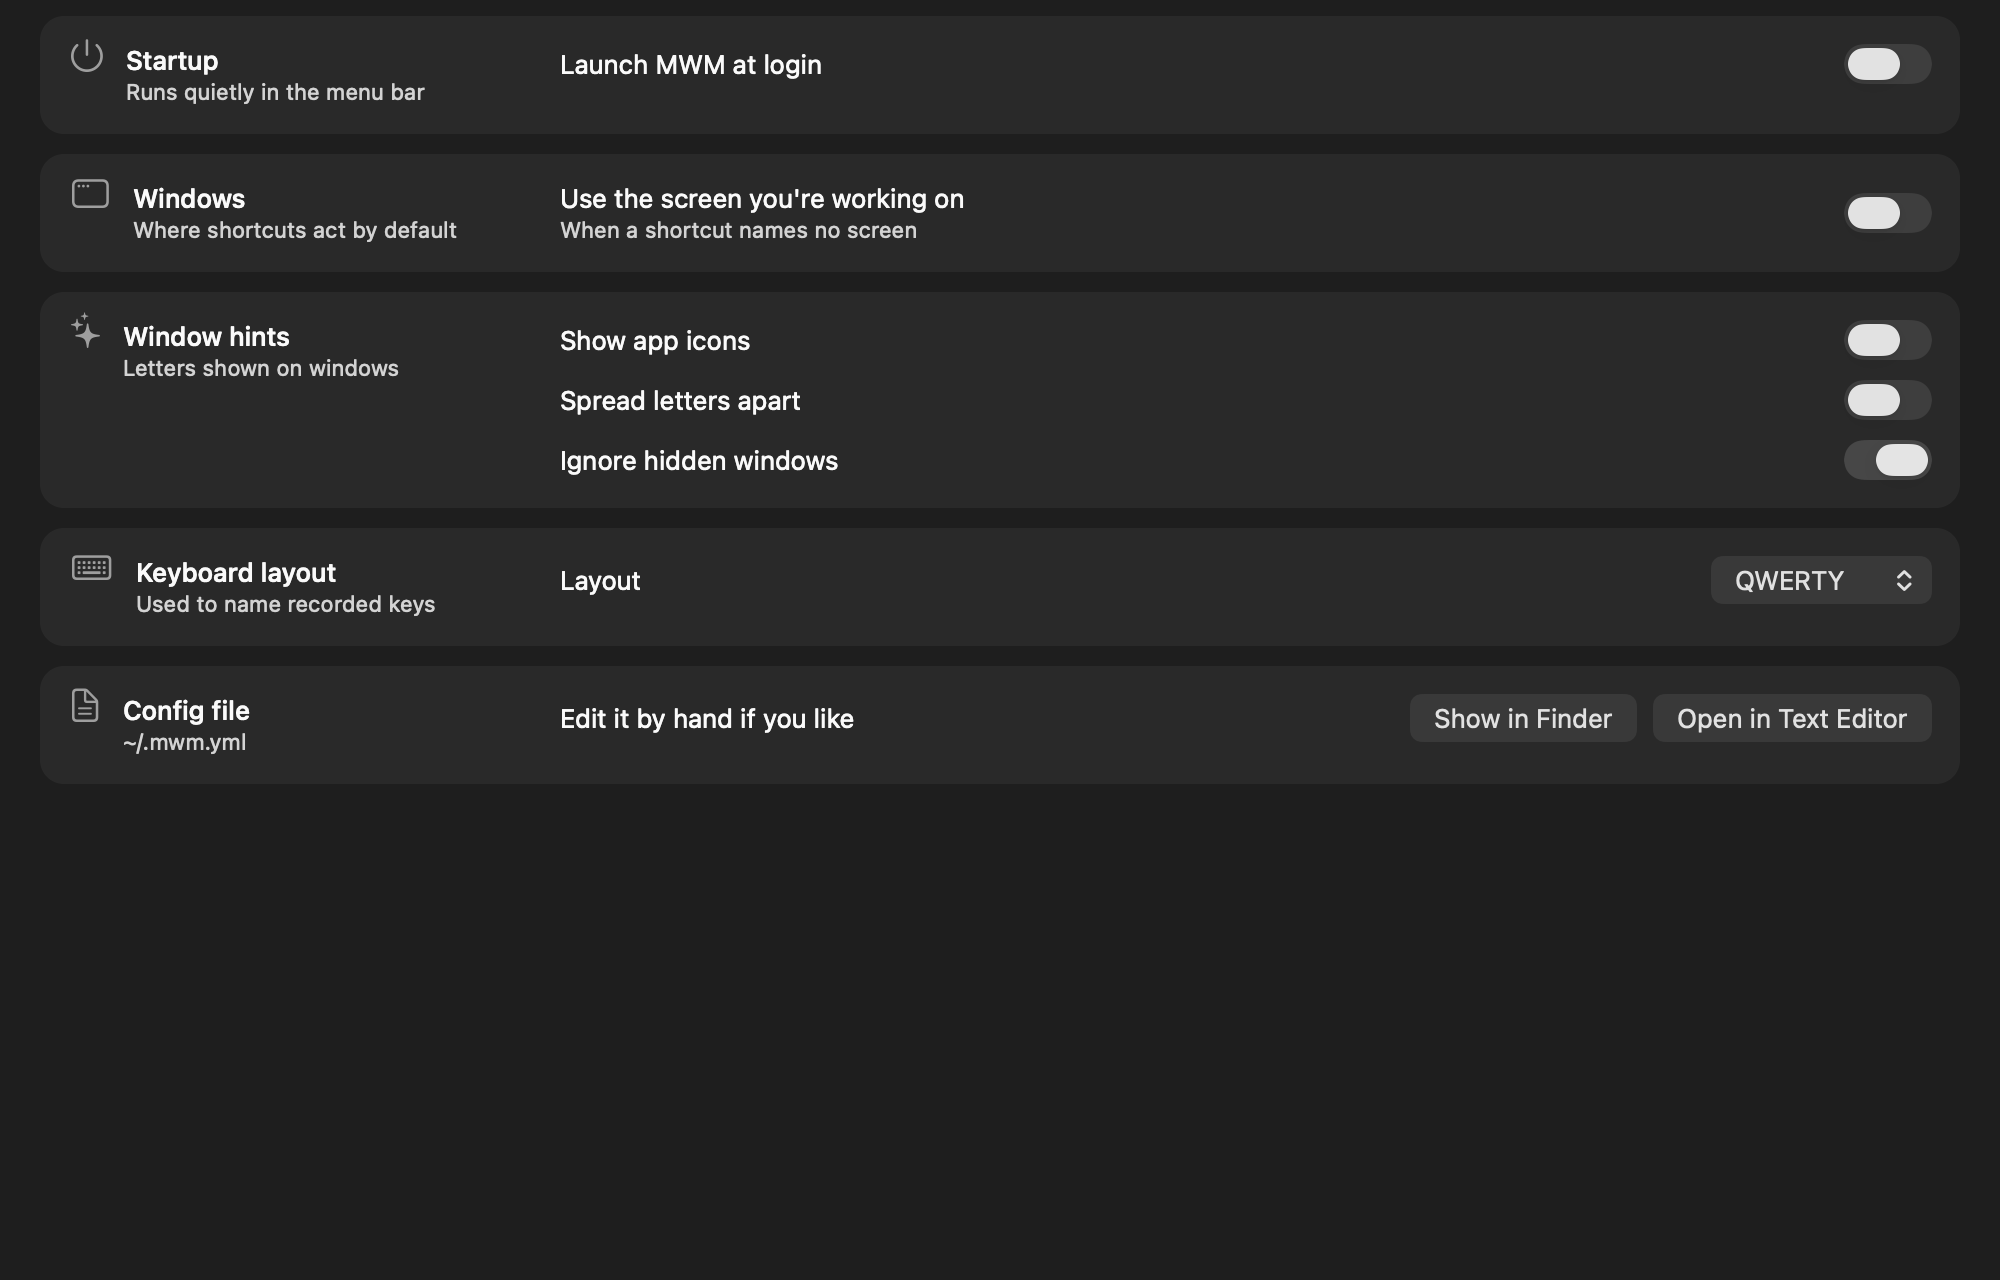 Startup
Runs quietly in the menu bar
Launch MWM at login
Windows
Where shortcuts act by default
Use the screen you're working on
When a shortcut names no screen
Window hints
Letters shown on windows
Show app icons
Spread letters apart
Ignore hidden windows
Keyboard layout
Used to name recorded keys
Layout
QWERTY
Config file
~/.mwm.yml
Edit it by hand if you like
Show in Finder
Open in Text Editor